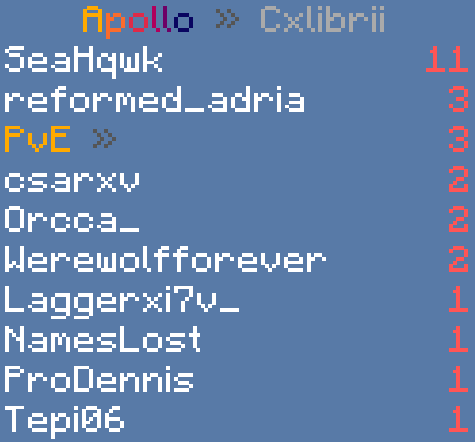 Apollo » Cxlibrii
SeaHqwk 11
reformed_adria 3
PvE » 3
csarxv 2
Orcca_ 2
Werewolfforever 2
Laggerxi7v_ 1
NamesLost 1
ProDennis 1
Tepi06 1